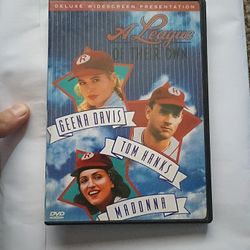 DELUXE WIDESCREEN PRESENTATION
A League
OF THEIR OWN
R
GEENA DAVIS
R
TOM HANKS
R
MADONNA
DVD